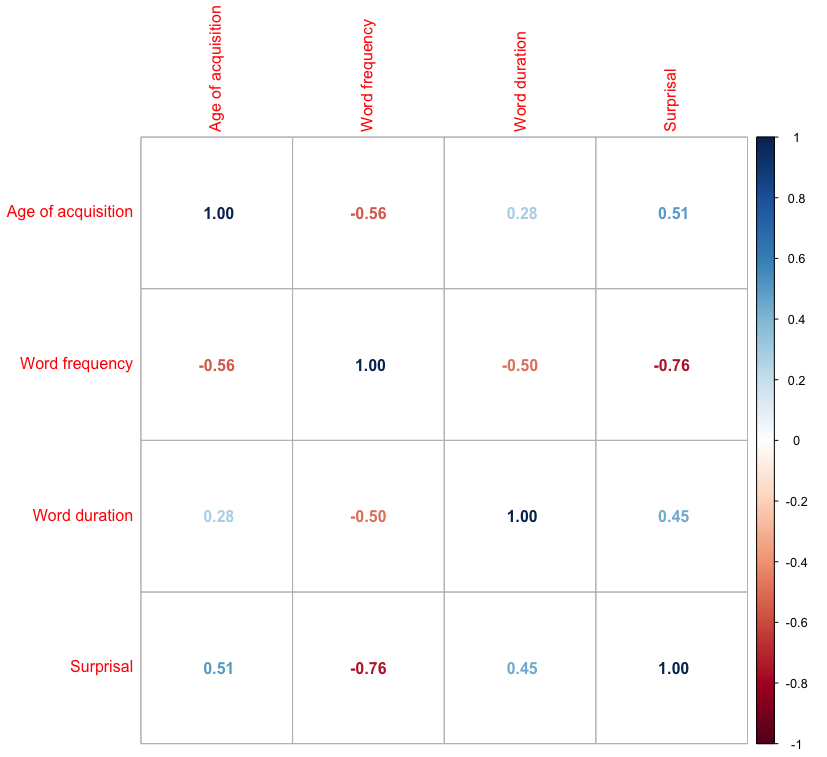 Age of acquisition
Word frequency
Word duration
Surprisal
Age of acquisition 1.00 -0.56 0.28 0.51
Word frequency -0.56 1.00 -0.50 -0.76
Word duration 0.28 -0.50 1.00 0.45
Surprisal 0.51 -0.76 0.45 1.00
1
0.8
0.6
0.4
0.2
0
-0.2
-0.4
-0.6
-0.8
-1